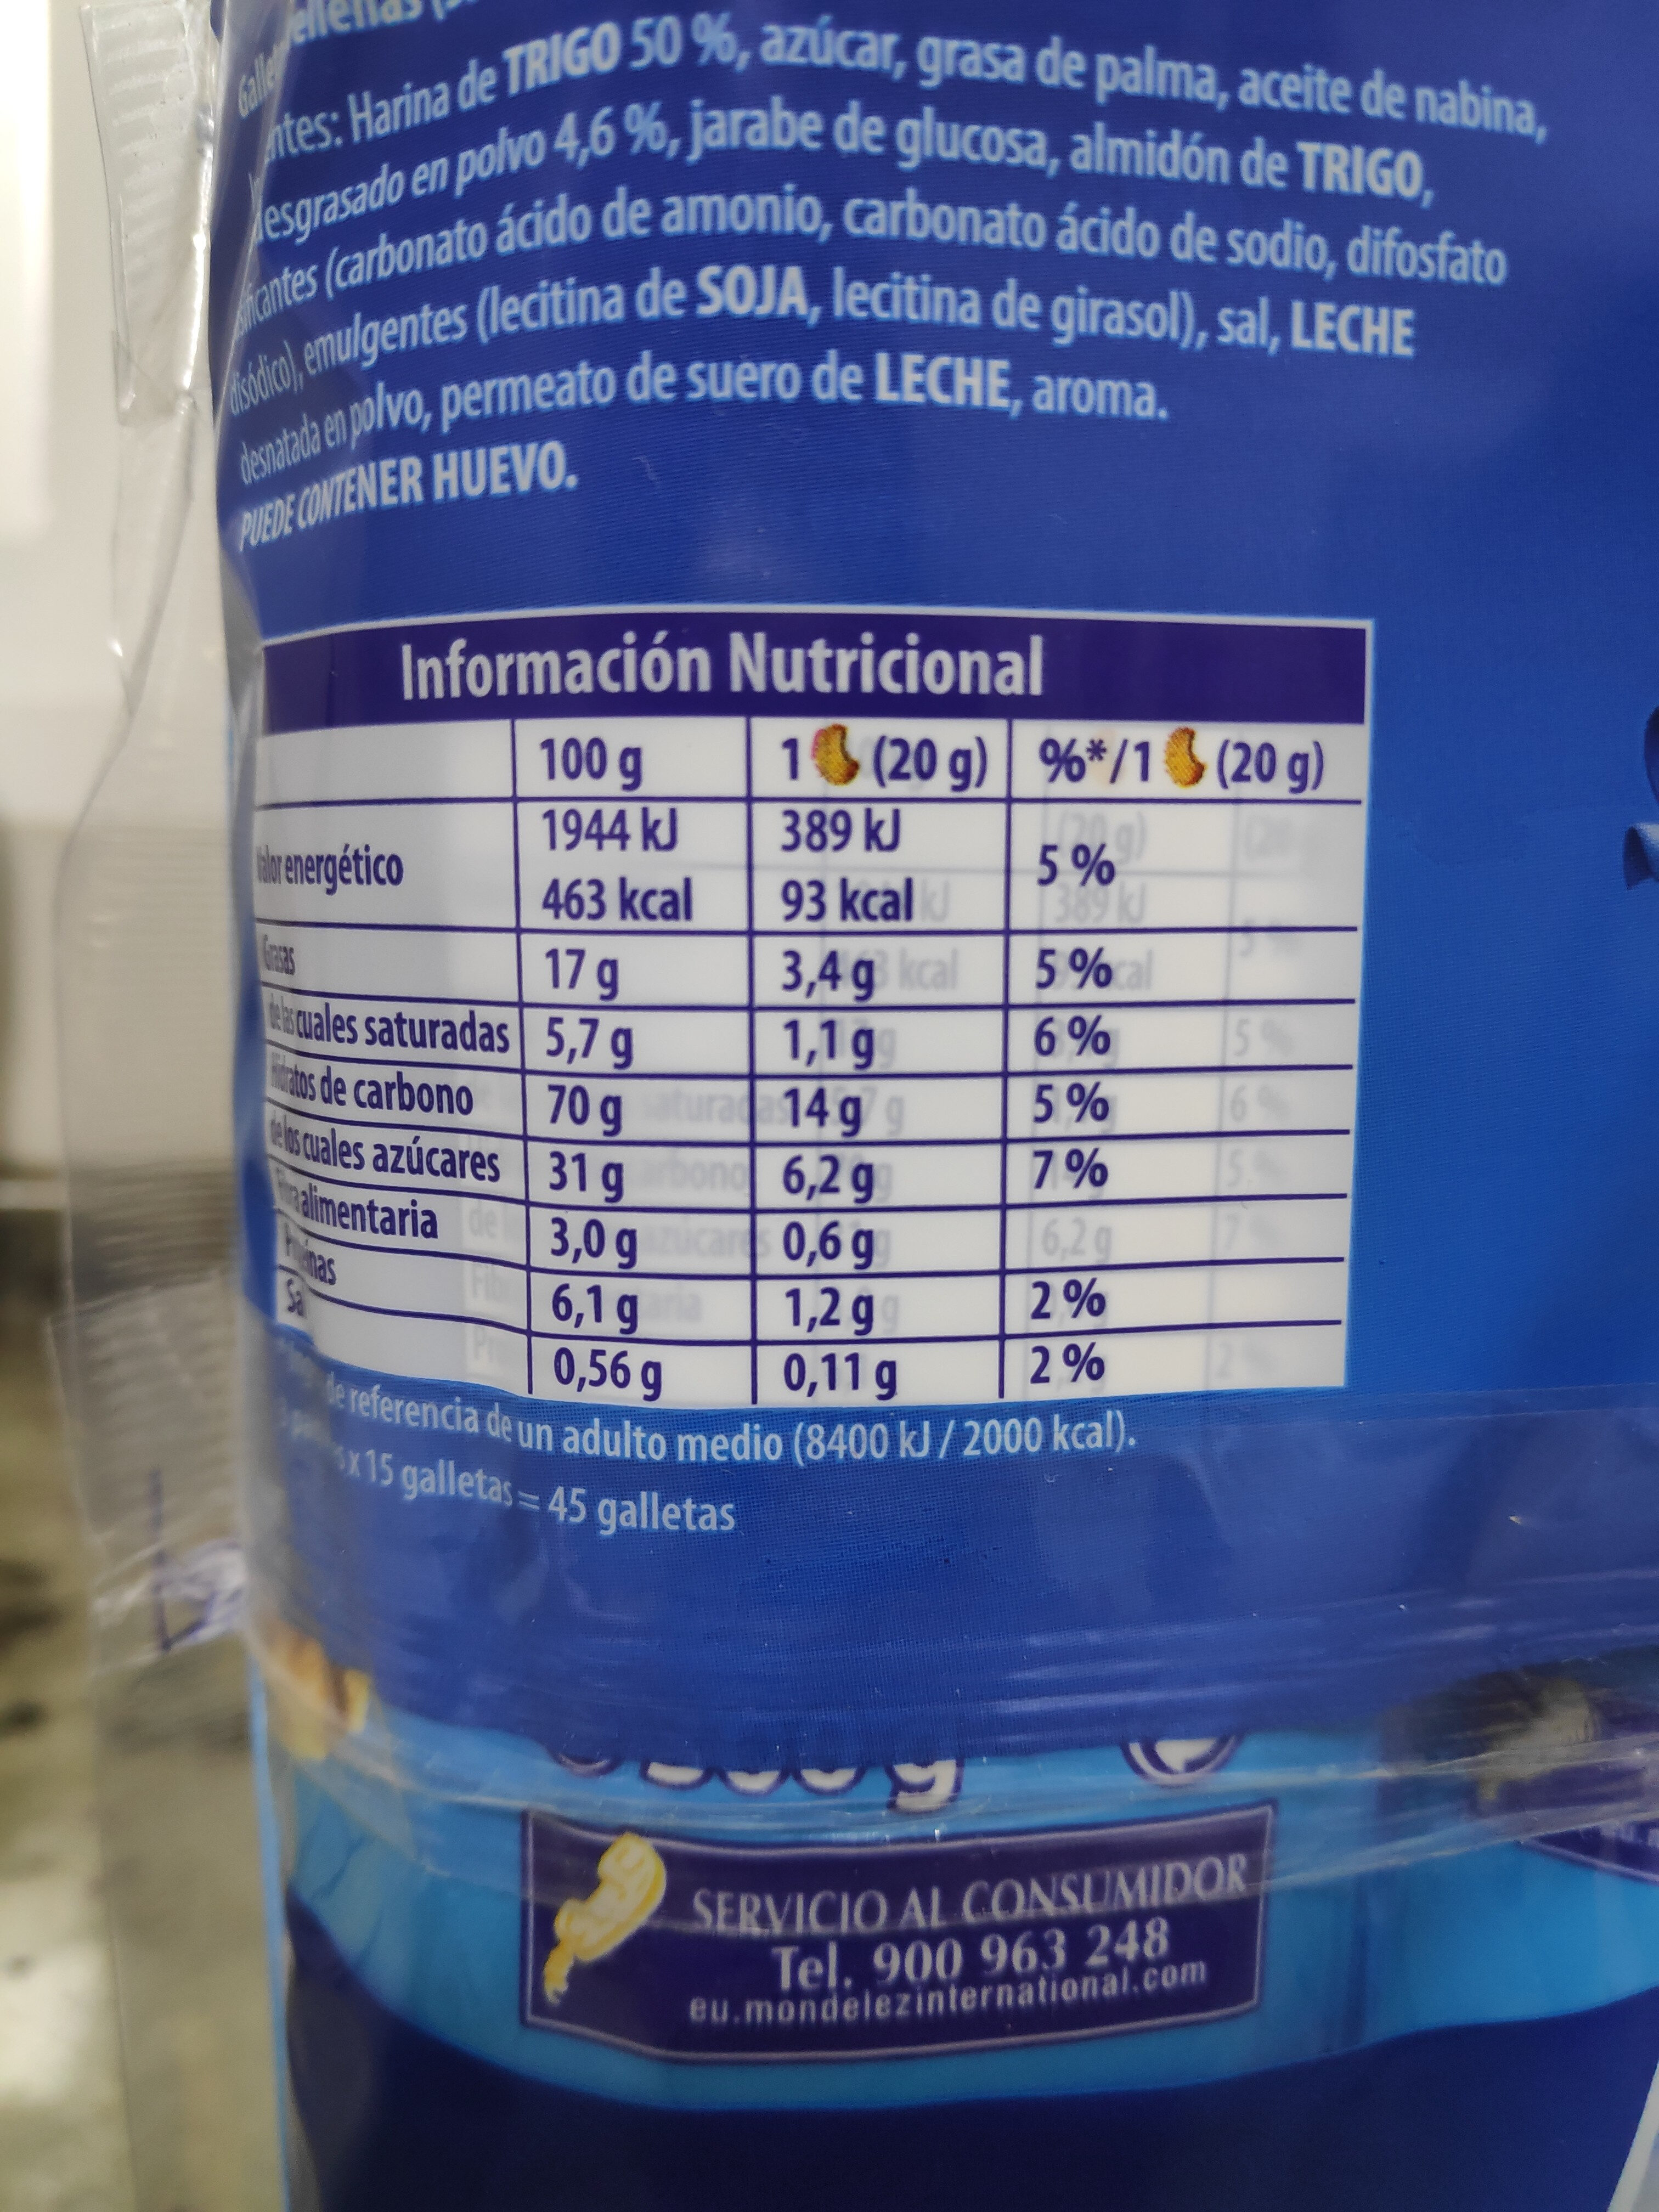 Harina de TRIGO 50 %, azúcar, grasa de palma, aceite de nabina,
desgrasado en polvo 4,6 %, jarabe de glucosa, almidón de TRIGO,
(carbonato ácido de amonio, carbonato ácido de sodio, difosfato
disódico), emulgentes (lecitina de SOJA, lecitina de girasol), sal, LECHE
desnatada en polvo, permeato de suero de LECHE, aroma.
PUEDE CONTENER HUEVO.
Información Nutricional
100 g 1 (20 g) %*/1 (20 g)
Valor energético 1944 kJ 389 kJ 5 %
463 kcal 93 kcal
Grasas 17 g 3,4 g 5 %
de las cuales saturadas 5,7 g 1,1 g 6 %
Hidratos de carbono 70 g 14 g 5 %
de los cuales azúcares 31 g 6,2 g 7 %
Fibra alimentaria 3,0 g 0,6 g
Proteínas 6,1 g 1,2 g 2 %
Sal 0,56 g 0,11 g 2 %
de referencia de un adulto medio (8400 kJ / 2000 kcal).
x 15 galletas = 45 galletas
SERVICIO AL CONSUMIDOR
Tel. 900 963 248
eu.mondelezinternational.com